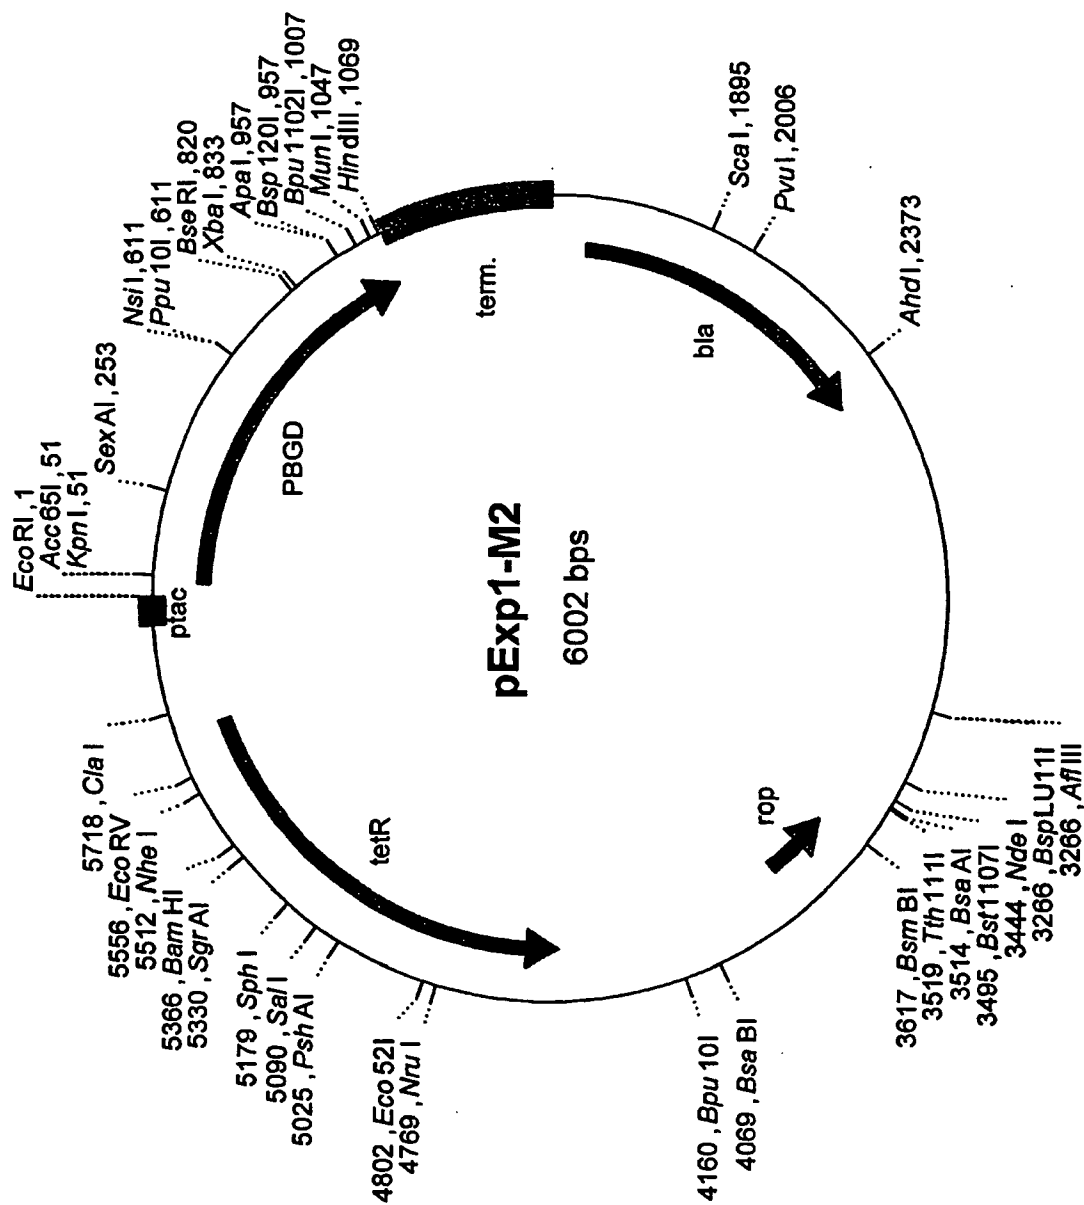 EcoRI, 1
Acc65I, 51
KpnI, 51
SexAI, 253
NsiI, 611
Ppu10I, 611
BseRI, 820
XbaI, 833
ApaI, 957
Bsp120I, 957
Bpu1102I, 1007
MunI, 1047
HindIII, 1069
ScaI, 1895
PvuI, 2006
AhdI, 2373
ptac
PBGD
term.
bla
pExp1-M2
6002 bps
tetR
rop
5718, ClaI
5556, EcoRV
5512, NheI
5366, BamHI
5330, SgrAI
5179, SphI
5090, SalI
5025, PshAI
4802, Eco52I
4769, NruI
4160, Bpu10I
4069, BsaBI
3617, BsmBI
3519, Tth111I
3514, BsaAI
3495, Bst1107I
3444, NdeI
3266, BspLU11I
3266, AflIII